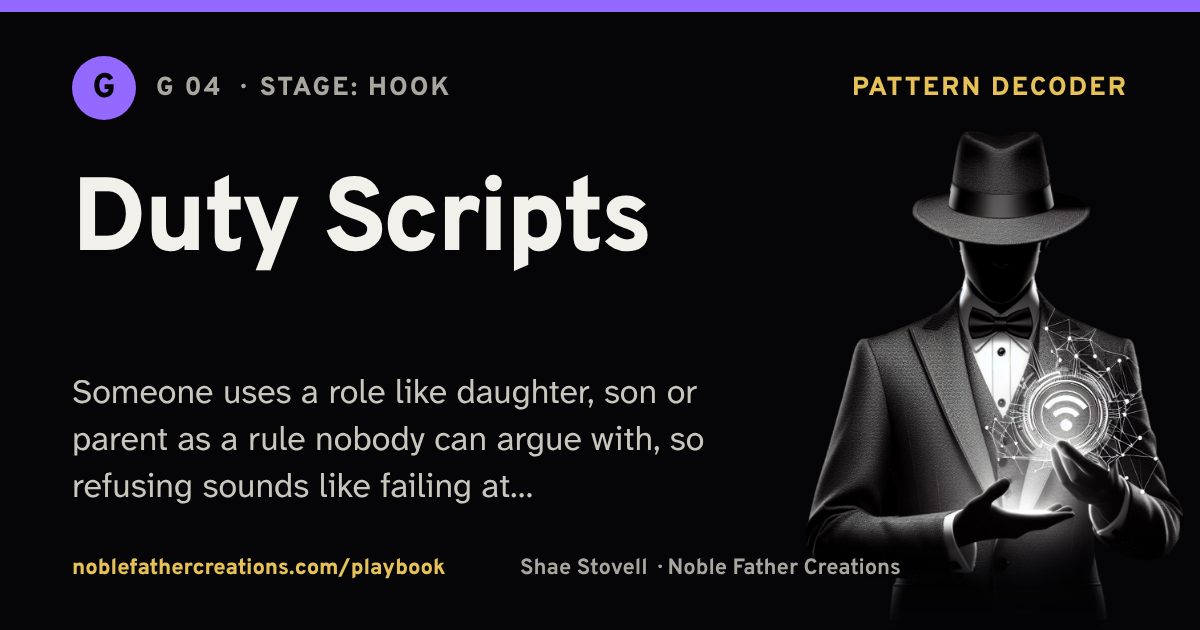 G
G 04 · STAGE: HOOK
PATTERN DECODER
Duty Scripts
Someone uses a role like daughter, son or
parent as a rule nobody can argue with, so
refusing sounds like failing at...
noblefathercreations.com/playbook
Shae Stovell · Noble Father Creations